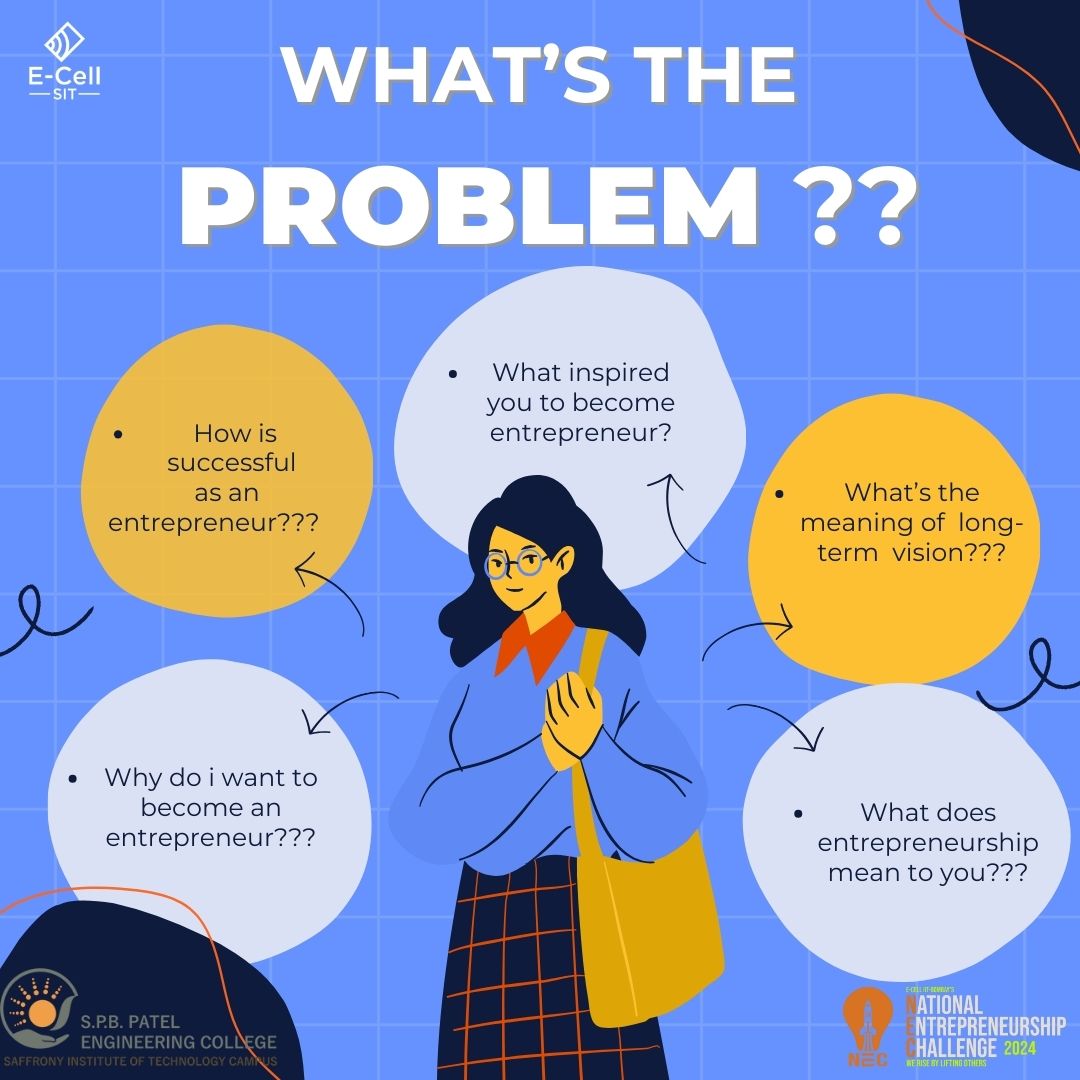 E-Cell
SIT
WHAT'S THE
PROBLEM ??
• What inspired
you to become
entrepreneur?
• How is
successful
as an
entrepreneur???
• What's the
meaning of long-
term vision???
• Why do i want to
become an
entrepreneur???
• What does
entrepreneurship
mean to you???
S.P.B. PATEL
ENGINEERING COLLEGE
SAFFRONY INSTITUTE OF TECHNOLOGY CAMPUS
NEC
E-CELL IIT-BOMBAY'S
NATIONAL
ENTREPRENEURSHIP
CHALLENGE 2024
WE RISE BY LIFTING OTHERS